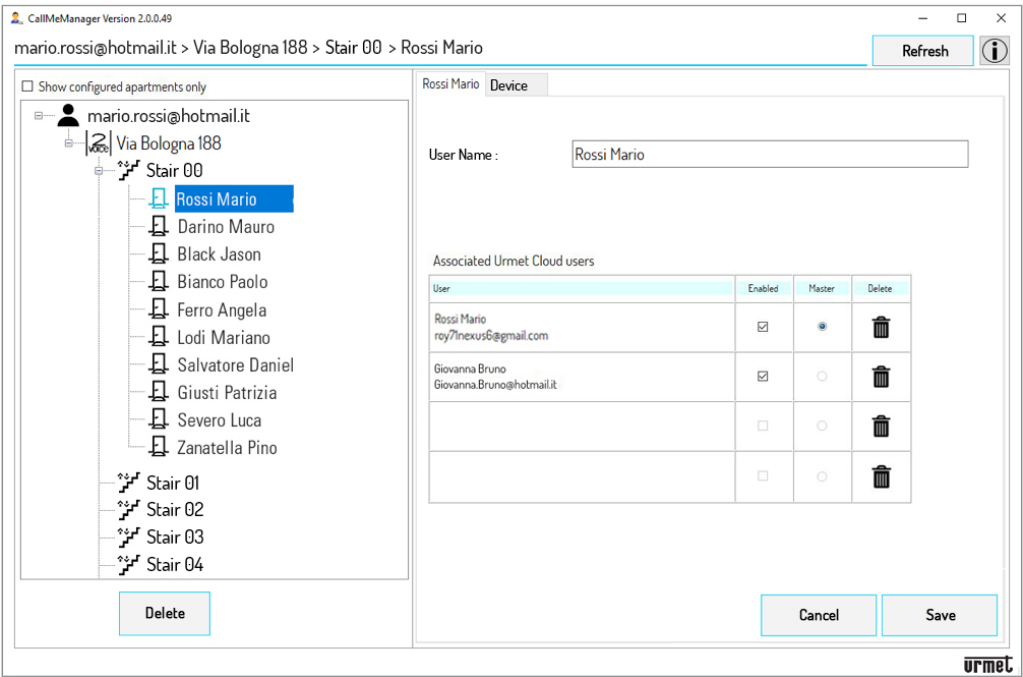 CallMeManager Version 2.0.0.49
mario.rossi@hotmail.it > Via Bologna 188 > Stair 00 > Rossi Mario
Refresh
Show configured apartments only
mario.rossi@hotmail.it
2 VOICE Via Bologna 188
Stair 00
Rossi Mario
Darino Mauro
Black Jason
Bianco Paolo
Ferro Angela
Lodi Mariano
Salvatore Daniel
Giusti Patrizia
Severo Luca
Zanatella Pino
Stair 01
Stair 02
Stair 03
Stair 04
Delete
Rossi Mario Device
User Name : Rossi Mario
Associated Urmet Cloud users
User Enabled Master Delete
Rossi Mario
roy71nexus6@gmail.com
Giovanna Bruno
Giovanna.Bruno@hotmail.it
Cancel Save
urmet